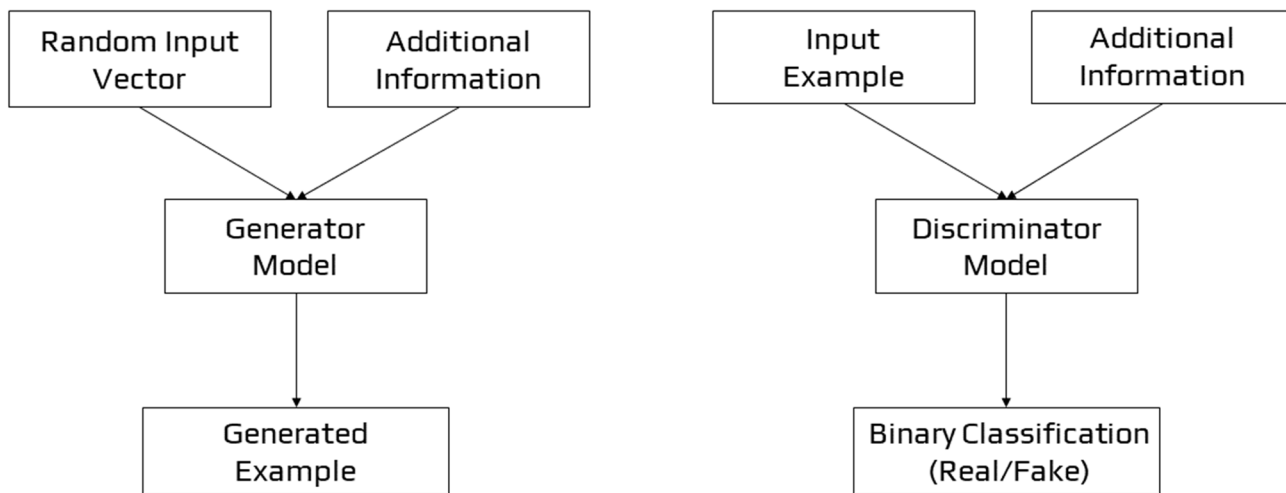 Random Input
Vector
Additional
Information
Input
Example
Additional
Information
Generator
Model
Discriminator
Model
Generated
Example
Binary Classification
(Real/Fake)